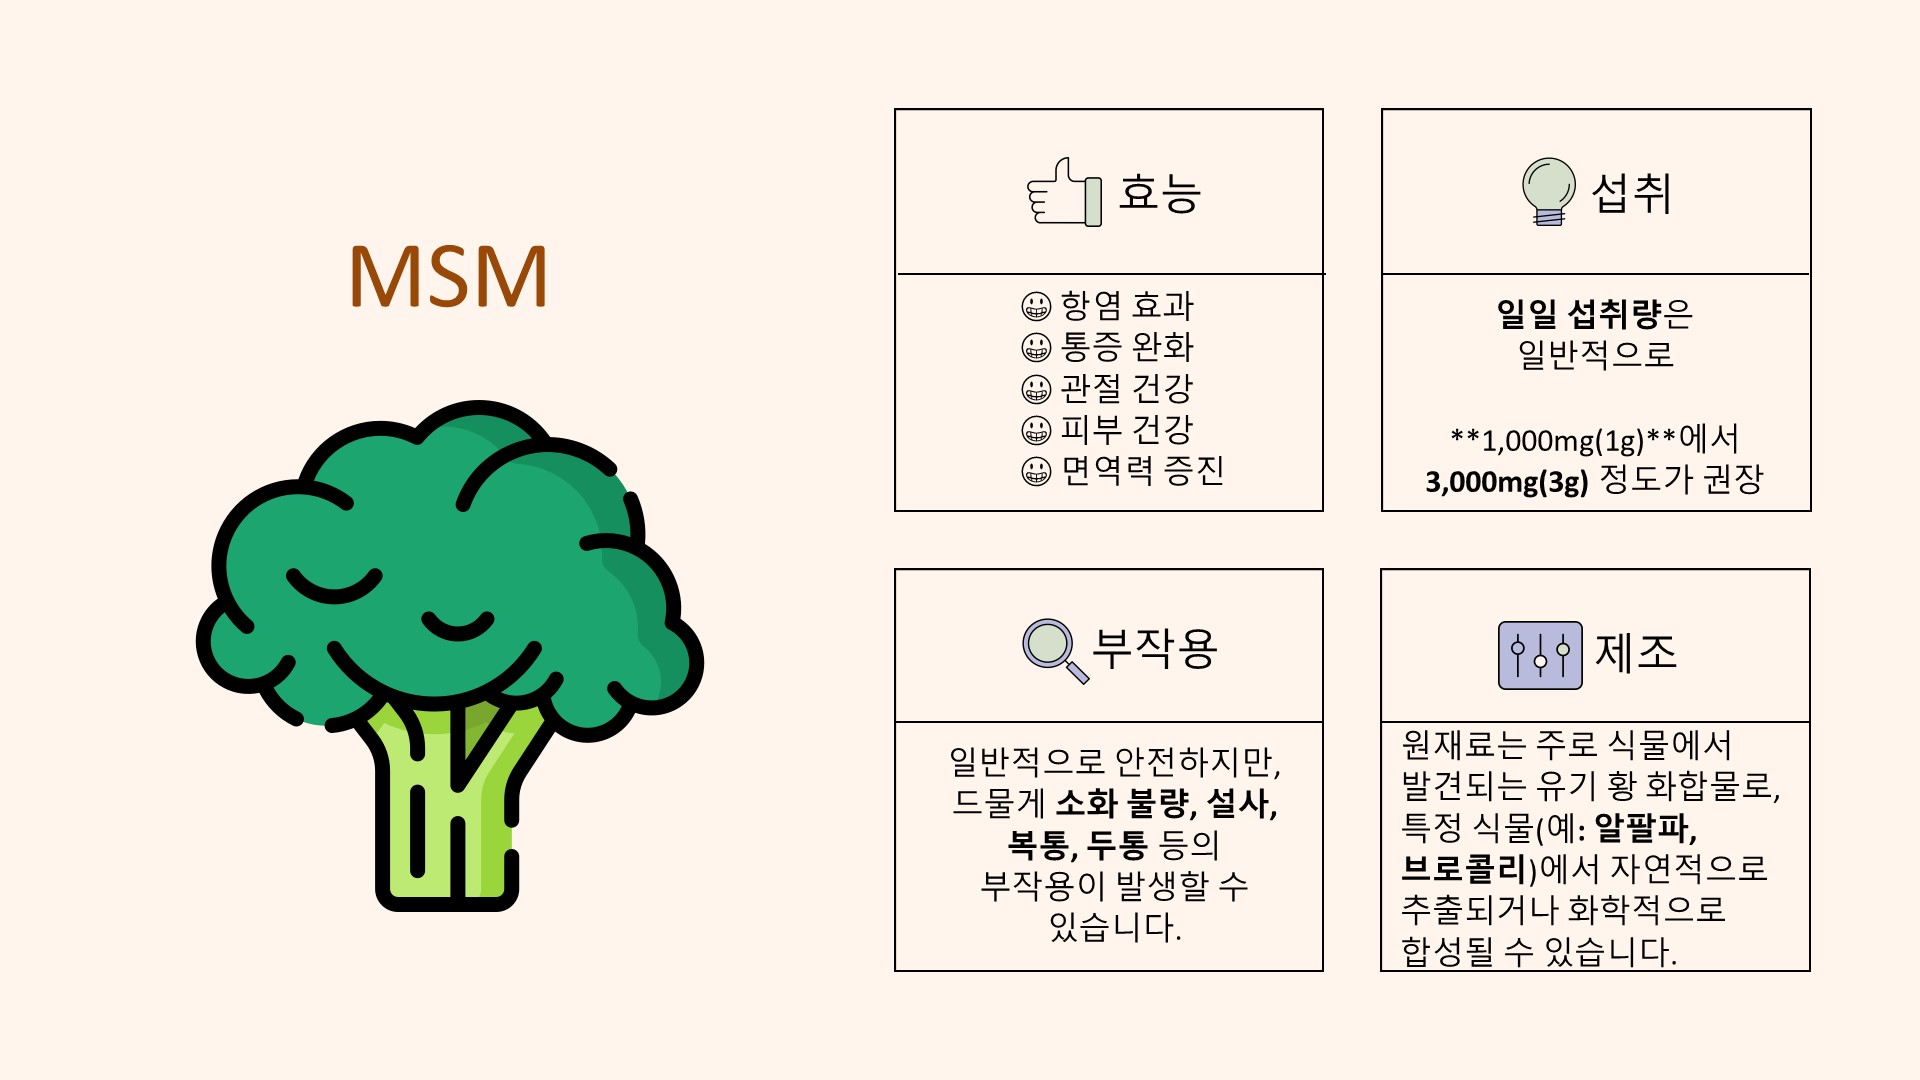 MSM
효능
😀 항염 효과
😀 통증 완화
😀 관절 건강
😀 피부 건강
😀 면역력 증진
섭취
일일 섭취량은
일반적으로
**1,000mg(1g)**에서
3,000mg(3g) 정도가 권장
부작용
일반적으로 안전하지만,
드물게 소화 불량, 설사,
복통, 두통 등의
부작용이 발생할 수
있습니다.
제조
원재료는 주로 식물에서
발견되는 유기 황 화합물로,
특정 식물(예: 알팔파,
브로콜리)에서 자연적으로
추출되거나 화학적으로
합성될 수 있습니다.